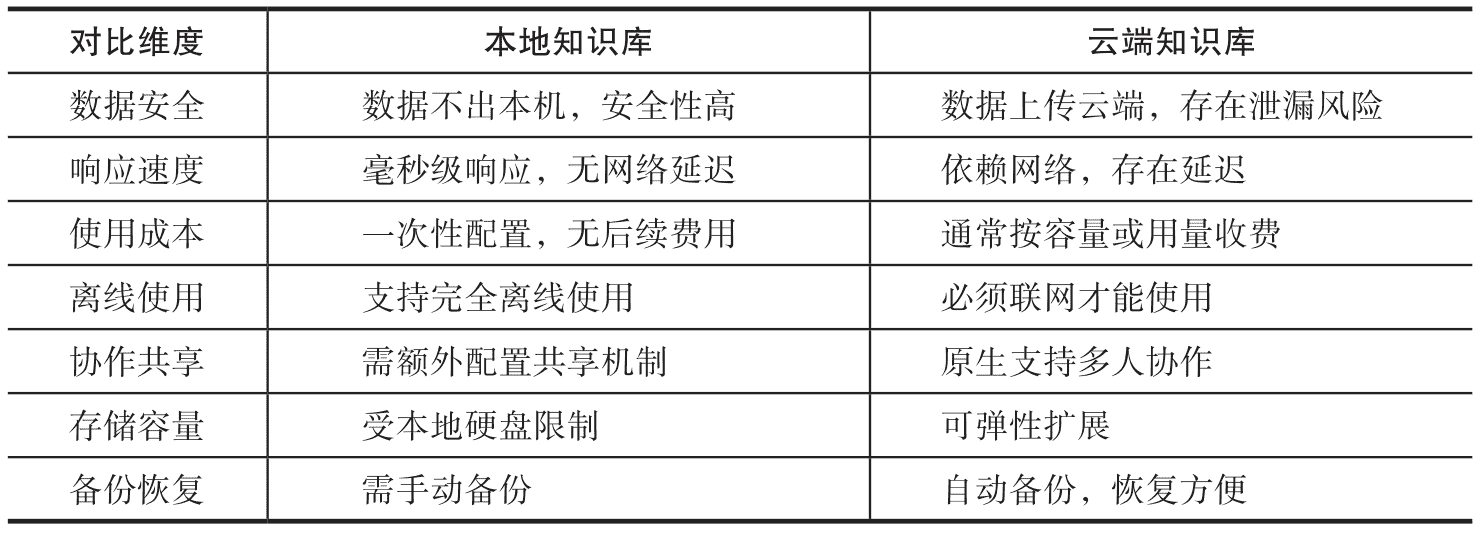 对比维度 本地知识库 云端知识库
数据安全 数据不出本机，安全性高 数据上传云端，存在泄漏风险
响应速度 毫秒级响应，无网络延迟 依赖网络，存在延迟
使用成本 一次性配置，无后续费用 通常按容量或用量收费
离线使用 支持完全离线使用 必须联网才能使用
协作共享 需额外配置共享机制 原生支持多人协作
存储容量 受本地硬盘限制 可弹性扩展
备份恢复 需手动备份 自动备份，恢复方便